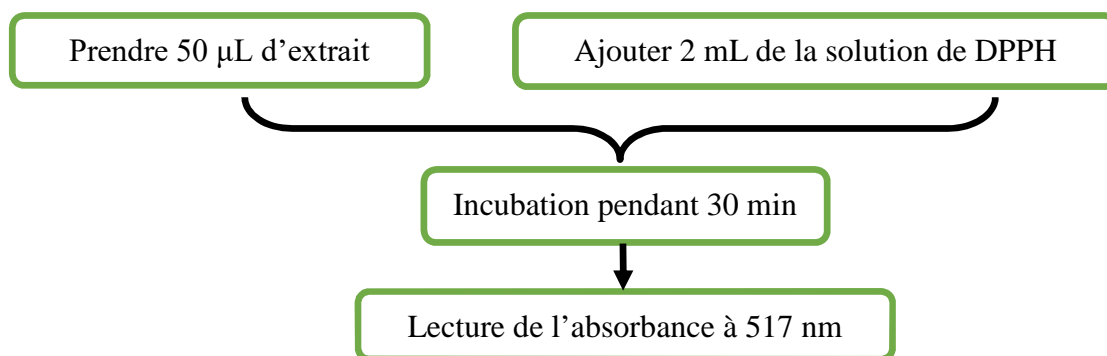 Prendre 50 µL d’extrait
Ajouter 2 mL de la solution de DPPH
Incubation pendant 30 min
Lecture de l’absorbance à 517 nm